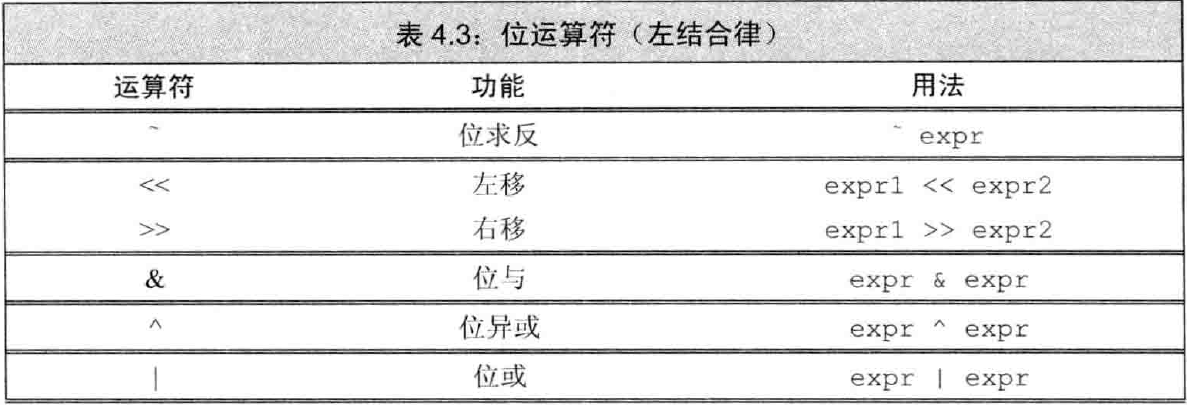 表 4.3：位运算符（左结合律）
运算符 功能 用法
~ 位求反 ~ expr
<< 左移 expr1 << expr2
>> 右移 expr1 >> expr2
& 位与 expr & expr
^ 位异或 expr ^ expr
| 位或 expr | expr